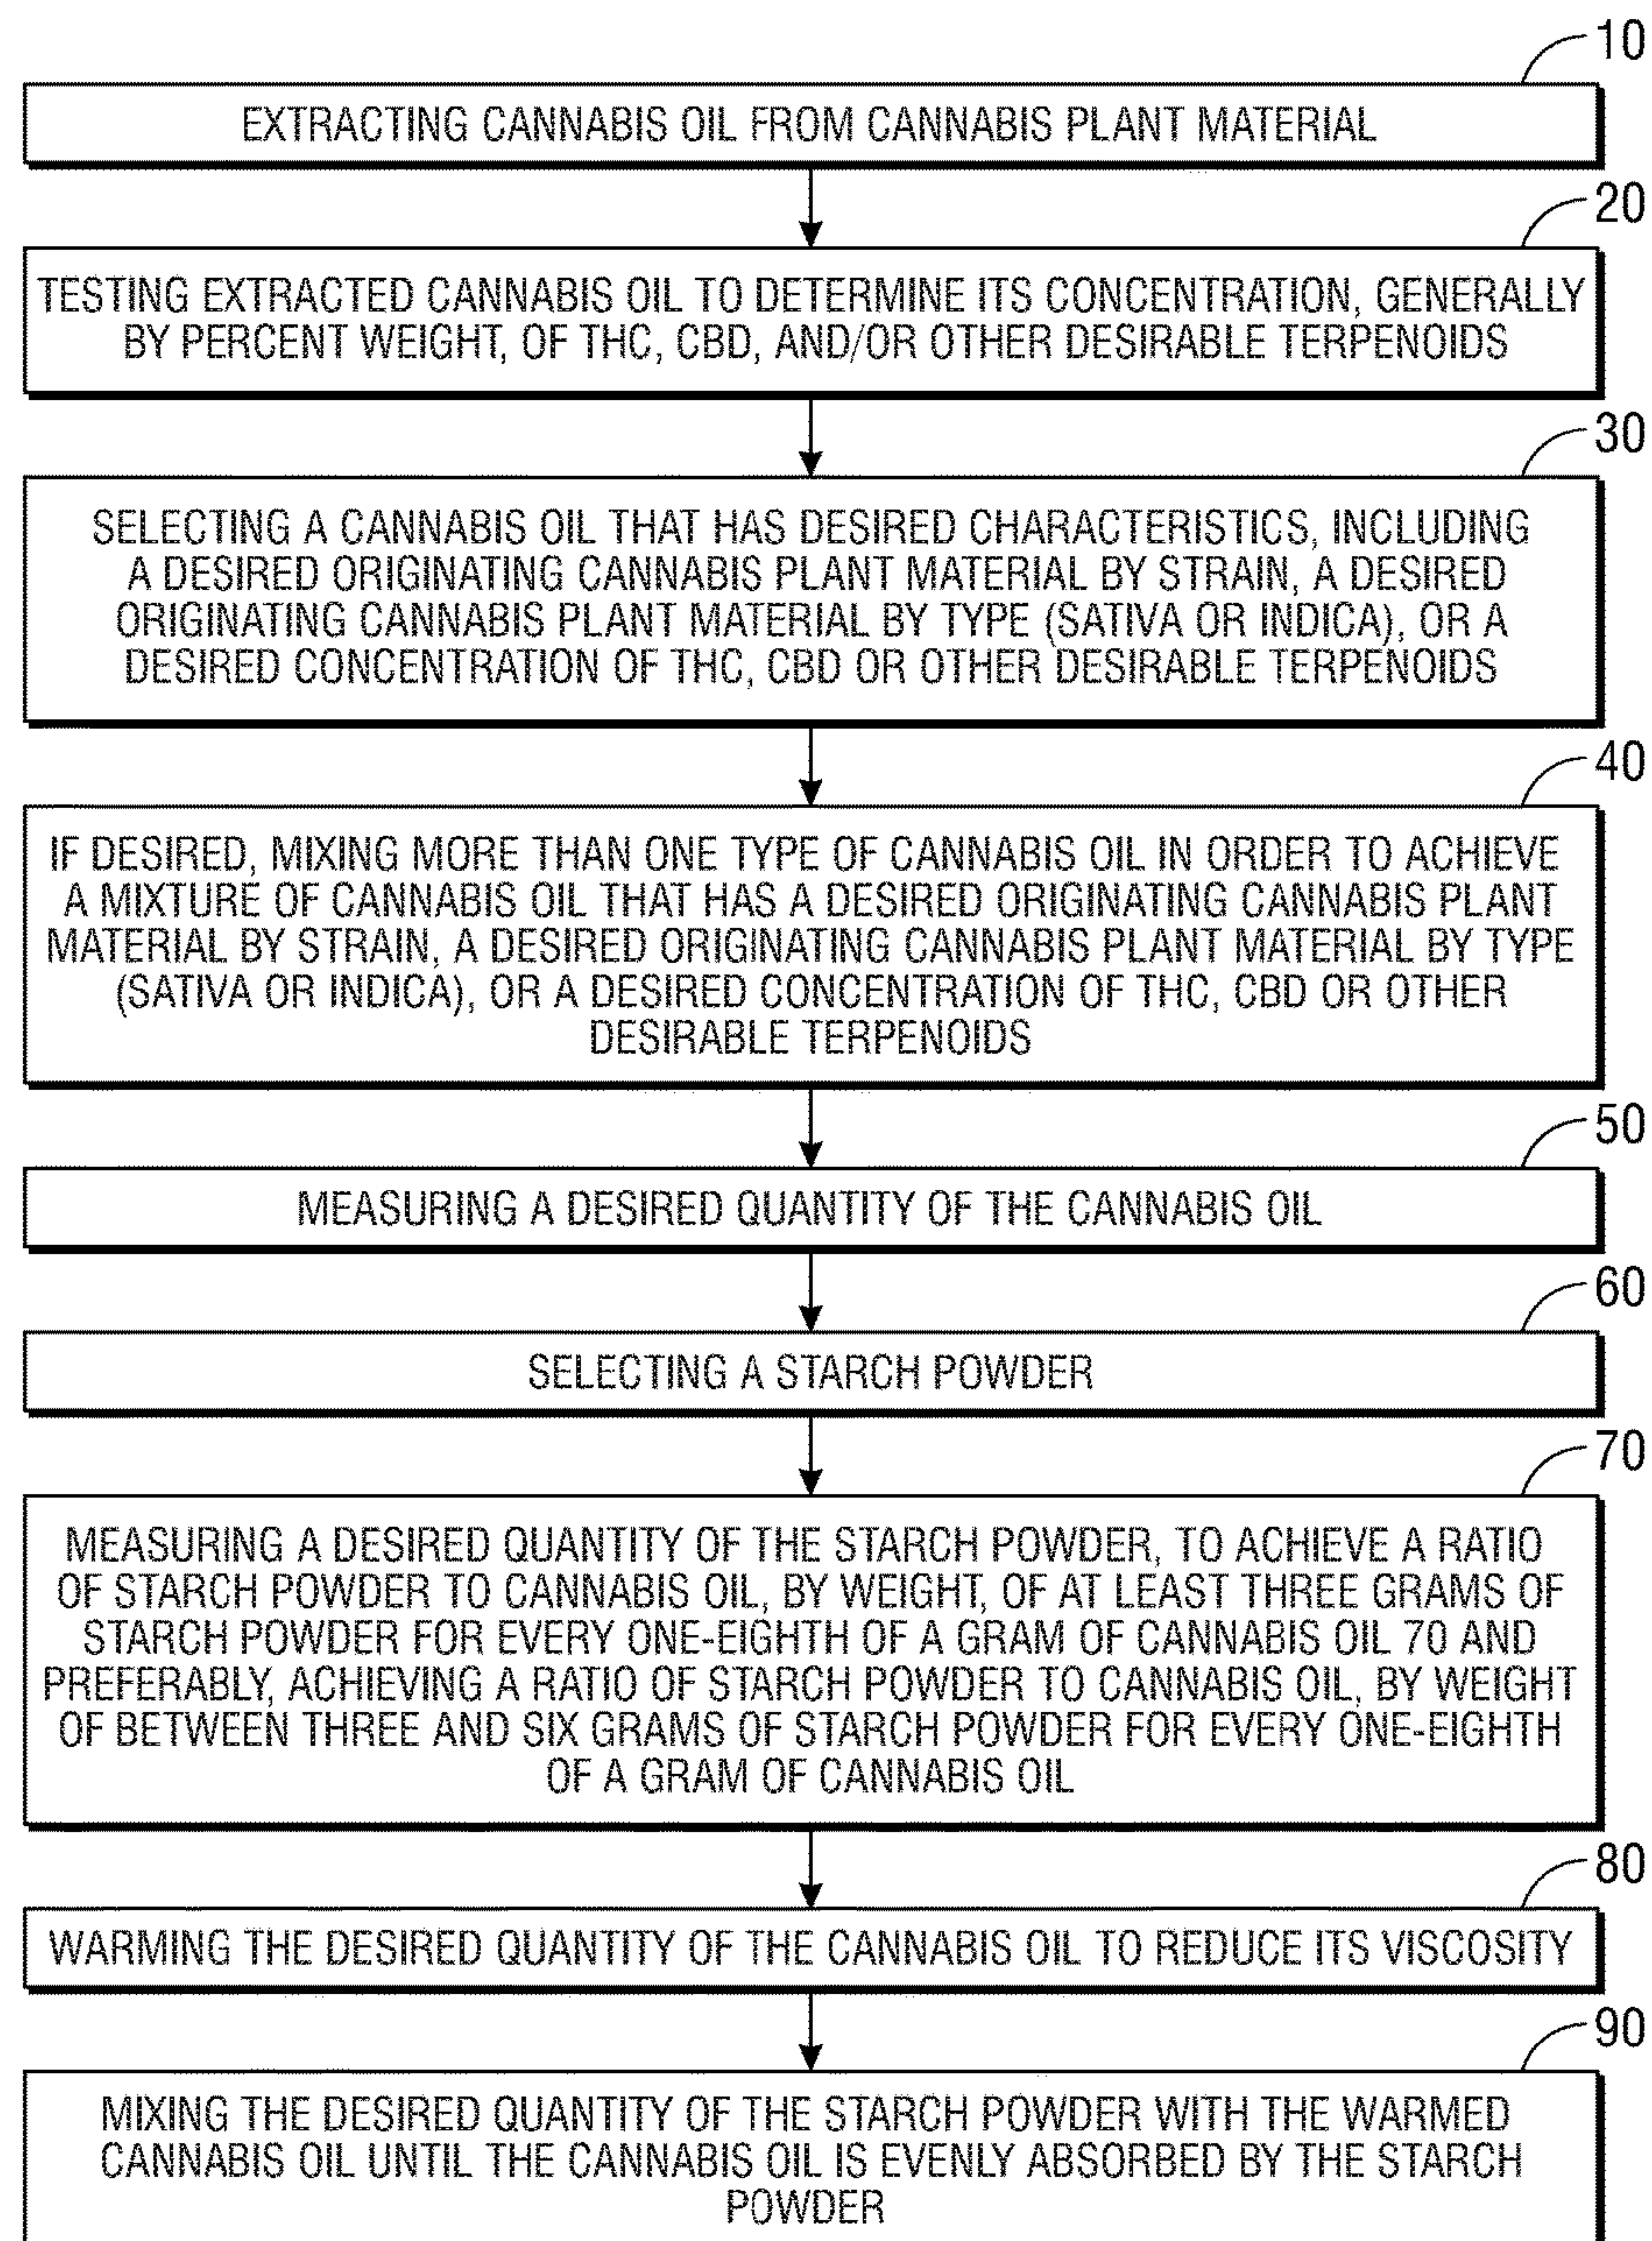 10
EXTRACTING CANNABIS OIL FROM CANNABIS PLANT MATERIAL
20
TESTING EXTRACTED CANNABIS OIL TO DETERMINE ITS CONCENTRATION, GENERALLY
BY PERCENT WEIGHT, OF THC, CBD, AND/OR OTHER DESIRABLE TERPENOIDS
30
SELECTING A CANNABIS OIL THAT HAS DESIRED CHARACTERISTICS, INCLUDING
A DESIRED ORIGINATING CANNABIS PLANT MATERIAL BY STRAIN, A DESIRED
ORIGINATING CANNABIS PLANT MATERIAL BY TYPE (SATIVA OR INDICA), OR A
DESIRED CONCENTRATION OF THC, CBD OR OTHER DESIRABLE TERPENOIDS
40
IF DESIRED, MIXING MORE THAN ONE TYPE OF CANNABIS OIL IN ORDER TO ACHIEVE
A MIXTURE OF CANNABIS OIL THAT HAS A DESIRED ORIGINATING CANNABIS PLANT
MATERIAL BY STRAIN, A DESIRED ORIGINATING CANNABIS PLANT MATERIAL BY TYPE
(SATIVA OR INDICA), OR A DESIRED CONCENTRATION OF THC, CBD OR OTHER
DESIRABLE TERPENOIDS
50
MEASURING A DESIRED QUANTITY OF THE CANNABIS OIL
60
SELECTING A STARCH POWDER
70
MEASURING A DESIRED QUANTITY OF THE STARCH POWDER, TO ACHIEVE A RATIO
OF STARCH POWDER TO CANNABIS OIL, BY WEIGHT, OF AT LEAST THREE GRAMS OF
STARCH POWDER FOR EVERY ONE-EIGHTH OF A GRAM OF CANNABIS OIL 70 AND
PREFERABLY, ACHIEVING A RATIO OF STARCH POWDER TO CANNABIS OIL, BY WEIGHT
OF BETWEEN THREE AND SIX GRAMS OF STARCH POWDER FOR EVERY ONE-EIGHTH
OF A GRAM OF CANNABIS OIL
80
WARMING THE DESIRED QUANTITY OF THE CANNABIS OIL TO REDUCE ITS VISCOSITY
90
MIXING THE DESIRED QUANTITY OF THE STARCH POWDER WITH THE WARMED
CANNABIS OIL UNTIL THE CANNABIS OIL IS EVENLY ABSORBED BY THE STARCH
POWDER